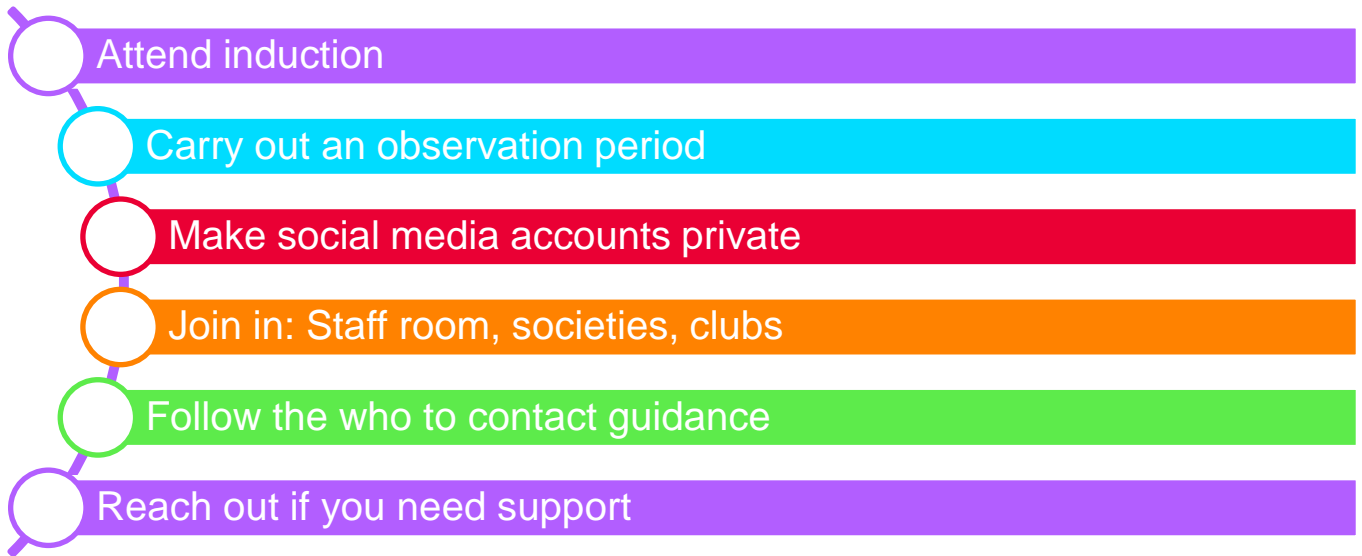 Attend induction
Carry out an observation period
Make social media accounts private
Join in: Staff room, societies, clubs
Follow the who to contact guidance
Reach out if you need support